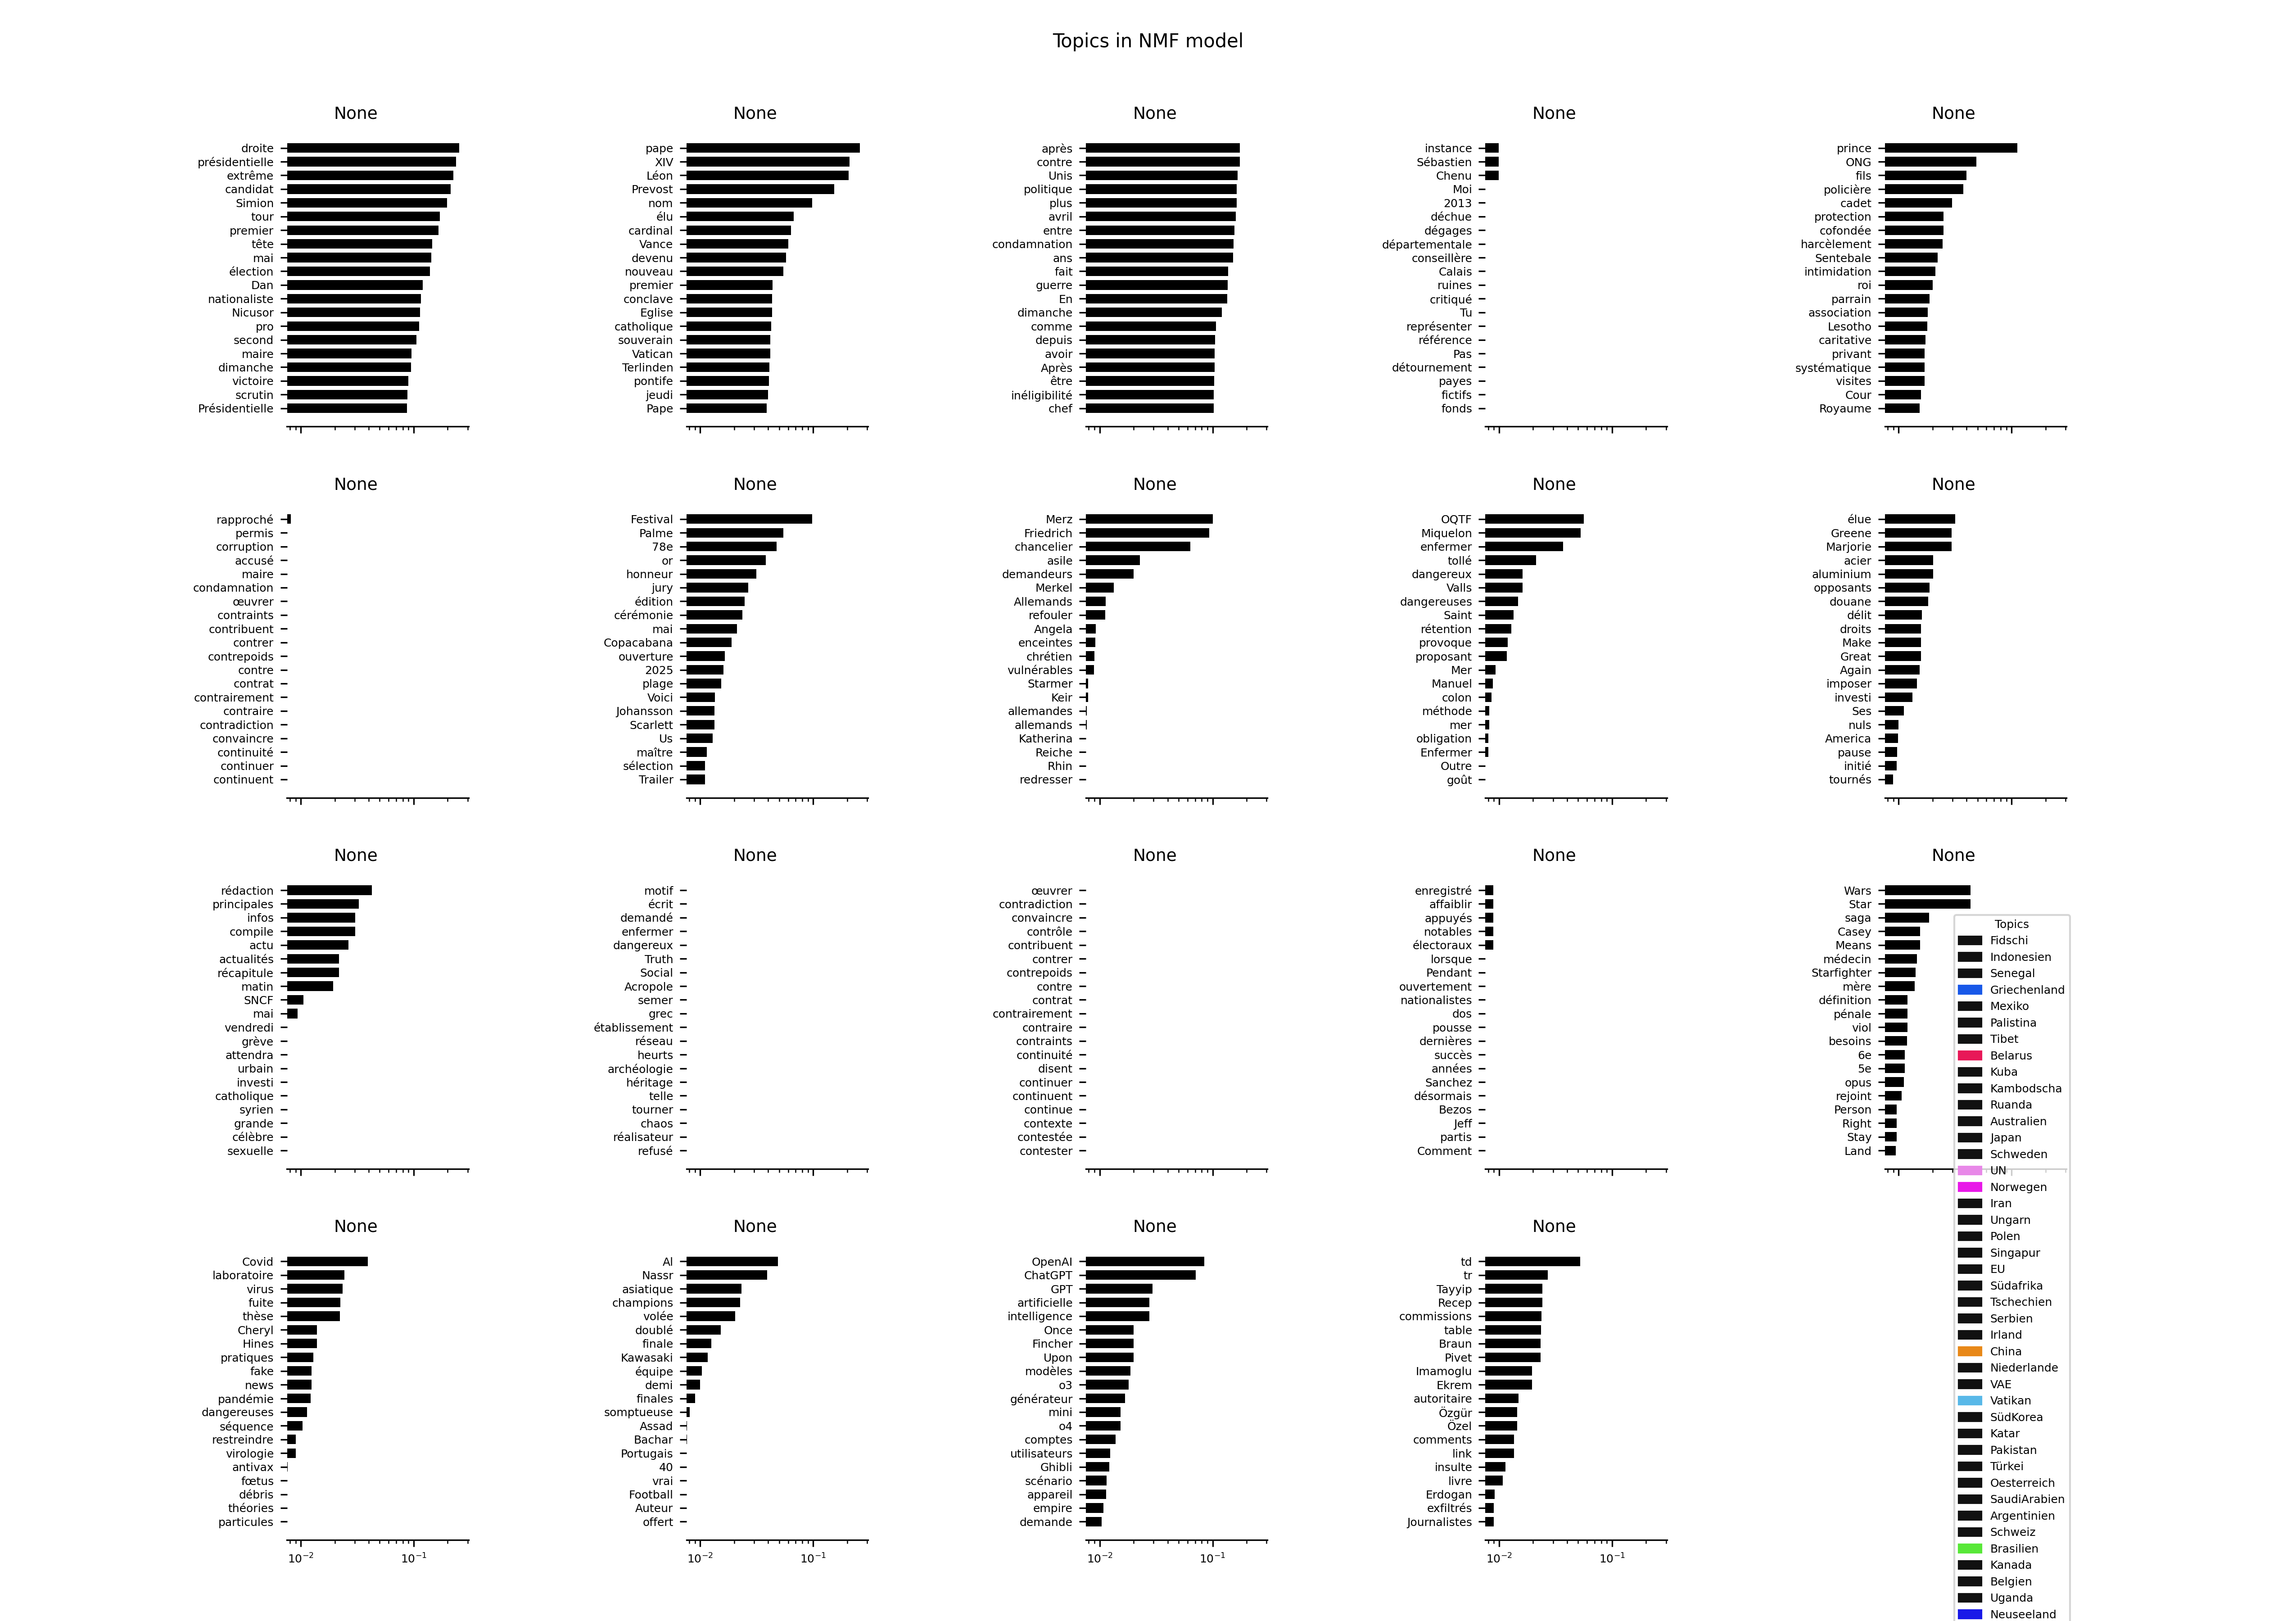 Topics in NMF model
None
droite
présidentielle
extrême
candidat
Simion
tour
premier
tête
mai
élection
Dan
nationaliste
Nicusor
pro
second
maire
dimanche
victoire
scrutin
Présidentielle
None
pape
XIV
Léon
Prevost
nom
élu
cardinal
Vance
devenu
nouveau
premier
conclave
Eglise
catholique
souverain
Vatican
Terlinden
pontife
jeudi
Pape
None
après
contre
Unis
politique
plus
avril
entre
condamnation
ans
fait
guerre
En
dimanche
comme
depuis
avoir
Après
être
inéligibilité
chef
None
instance
Sébastien
Chenu
Moi
2013
déchue
dégages
départementale
conseillère
Calais
ruines
critiqué
Tu
représenter
référence
Pas
détournement
payes
fictifs
fonds
None
prince
ONG
fils
policière
cadet
protection
cofondée
harcèlement
Sentebale
intimidation
roi
parrain
association
Lesotho
caritative
privant
systématique
visites
Cour
Royaume
None
rapproché
permis
corruption
accusé
maire
condamnation
œuvrer
contraints
contribuent
contrer
contrepoids
contre
contrat
contrairement
contraire
contradiction
convaincre
continuité
continuer
continuent
None
Festival
Palme
78e
or
honneur
jury
édition
cérémonie
mai
Copacabana
ouverture
2025
plage
Voici
Johansson
Scarlett
Us
maître
sélection
Trailer
None
Merz
Friedrich
chancelier
asile
demandeurs
Merkel
Allemands
refouler
Angela
enceintes
chrétien
vulnérables
Starmer
Keir
allemandes
allemands
Katherina
Reiche
Rhin
redresser
None
OQTF
Miquelon
enfermer
tollé
dangereux
Valls
dangereuses
Saint
rétention
provoque
proposant
Mer
Manuel
colon
méthode
mer
obligation
Enfermer
Outre
goût
None
élue
Greene
Marjorie
acier
aluminium
opposants
douane
délit
droits
Make
Great
Again
imposer
investi
Ses
nuls
America
pause
initié
tournés
None
rédaction
principales
infos
compile
actu
actualités
récapitule
matin
SNCF
mai
vendredi
grève
attendra
urbain
investi
catholique
syrien
grande
célèbre
sexuelle
None
motif
écrit
demandé
enfermer
dangereux
Truth
Social
Acropole
semer
grec
établissement
réseau
heurts
archéologie
héritage
telle
tourner
chaos
réalisateur
refusé
None
œuvrer
contradiction
convaincre
contrôle
contribuent
contrer
contrepoids
contre
contrat
contrairement
contraire
contraints
continuité
disent
continuer
continuent
continue
contexte
contestée
contester
None
enregistré
affaiblir
appuyés
notables
électoraux
lorsque
Pendant
ouvertement
nationalistes
dos
pousse
dernières
succès
années
Sanchez
désormais
Bezos
Jeff
partis
Comment
None
Wars
Star
saga
Casey
Means
médecin
Starfighter
mère
définition
pénale
viol
besoins
6e
5e
opus
rejoint
Person
Right
Stay
Land
None
Covid
laboratoire
virus
fuite
thèse
Cheryl
Hines
pratiques
fake
news
pandémie
dangereuses
séquence
restreindre
virologie
antivax
fœtus
débris
théories
particules
10⁻² 10⁻¹
None
Al
Nassr
asiatique
champions
volée
doublé
finale
Kawasaki
équipe
demi
finales
somptueuse
Assad
Bachar
Portugais
40
vrai
Football
Auteur
offert
10⁻² 10⁻¹
None
OpenAI
ChatGPT
GPT
artificielle
intelligence
Once
Fincher
Upon
modèles
o3
générateur
mini
o4
comptes
utilisateurs
Ghibli
scénario
appareil
empire
demande
10⁻² 10⁻¹
None
td
tr
Tayyip
Recep
commissions
table
Braun
Pivet
Imamoglu
Ekrem
autoritaire
Özgür
Özel
comments
link
insulte
livre
Erdogan
exfiltrés
Journalistes
10⁻² 10⁻¹
Topics
Fidschi
Indonesien
Senegal
Griechenland
Mexiko
Palistina
Tibet
Belarus
Kuba
Kambodscha
Ruanda
Australien
Japan
Schweden
UN
Norwegen
Iran
Ungarn
Polen
Singapur
EU
Südafrika
Tschechien
Serbien
Irland
China
Niederlande
VAE
Vatikan
SüdKorea
Katar
Pakistan
Türkei
Oesterreich
SaudiArabien
Argentinien
Schweiz
Brasilien
Kanada
Belgien
Uganda
Neuseeland